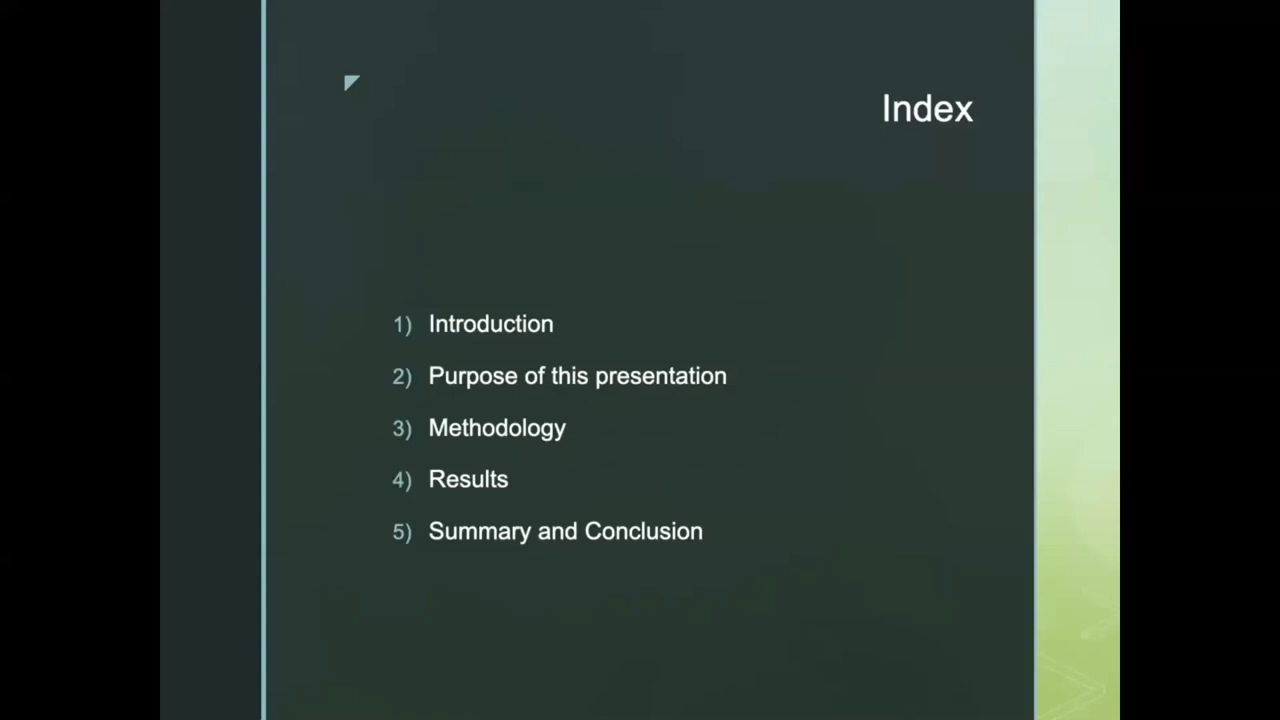 Index
1) Introduction
2) Purpose of this presentation
3) Methodology
4) Results
5) Summary and Conclusion